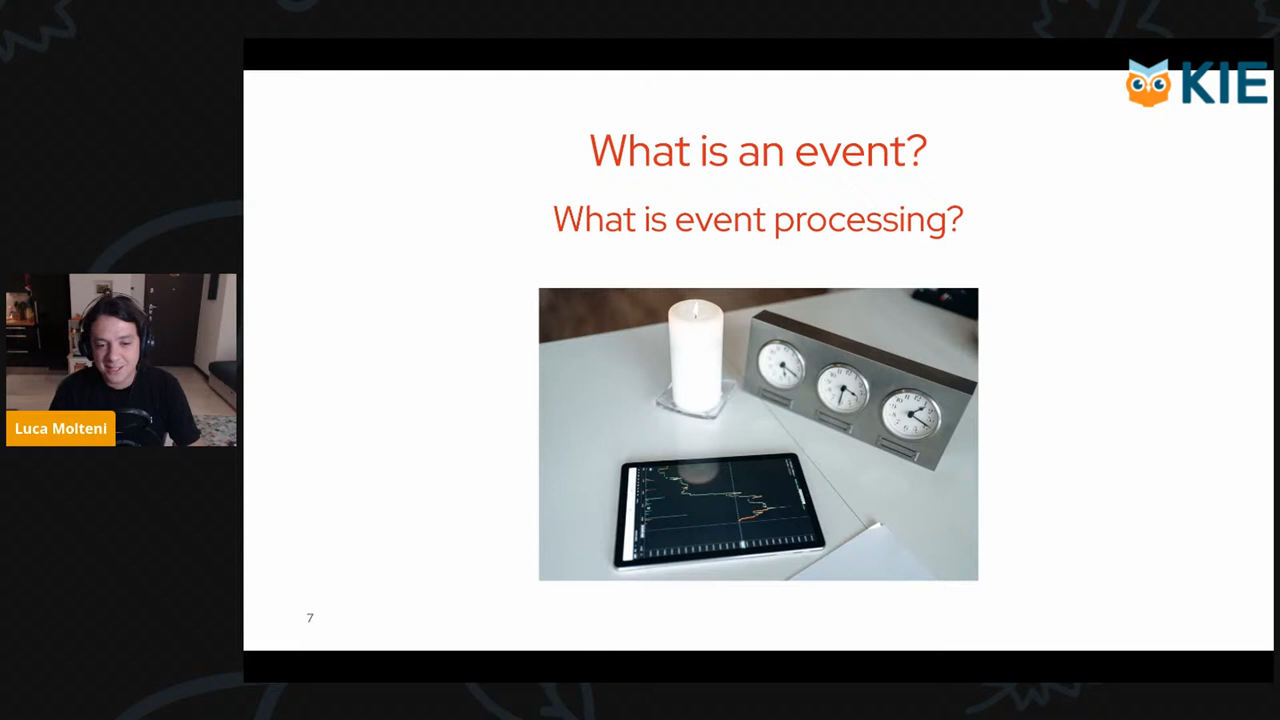 KIE
What is an event?
What is event processing?
Luca Molteni
7